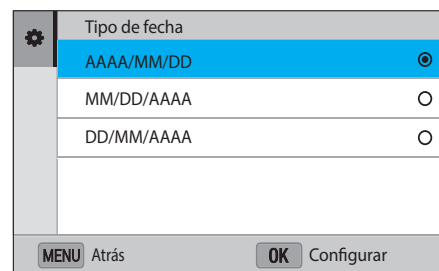 Tipo de fecha
AAAA/MM/DD
MM/DD/AAAA
DD/MM/AAAA
MENU Atrás OK Configurar